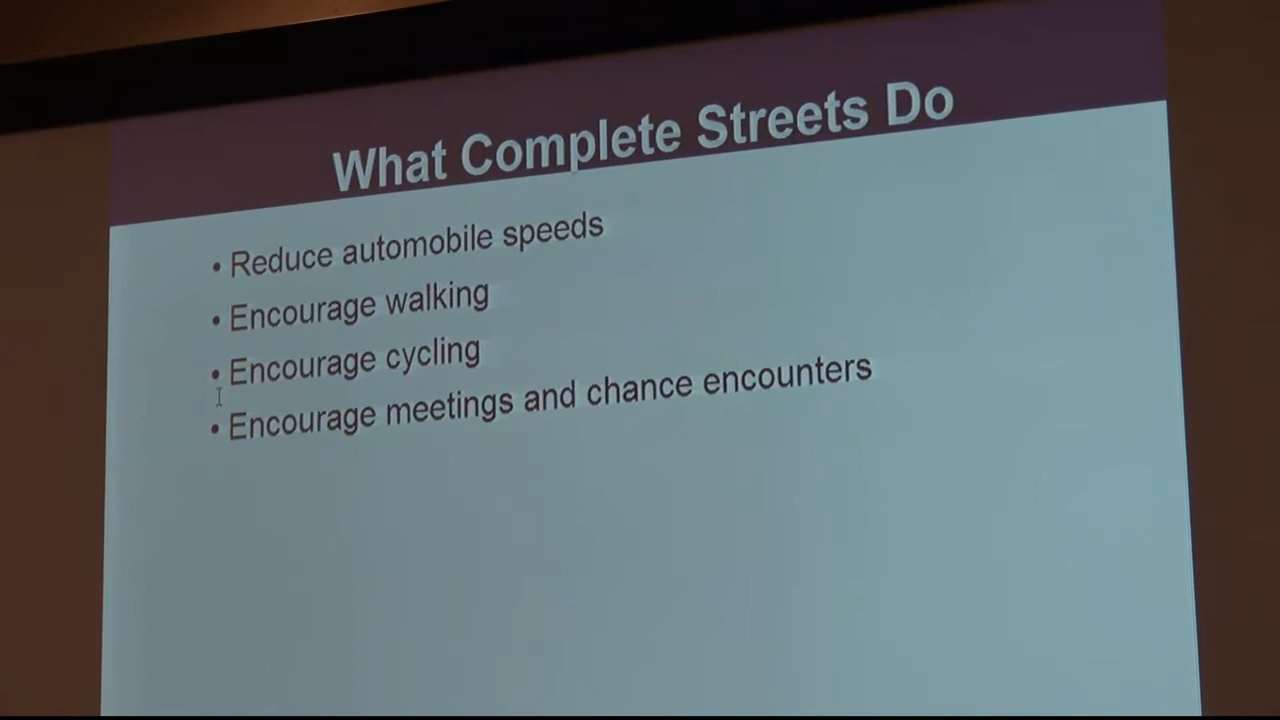 What Complete Streets Do
• Reduce automobile speeds
• Encourage walking
• Encourage cycling
• Encourage meetings and chance encounters